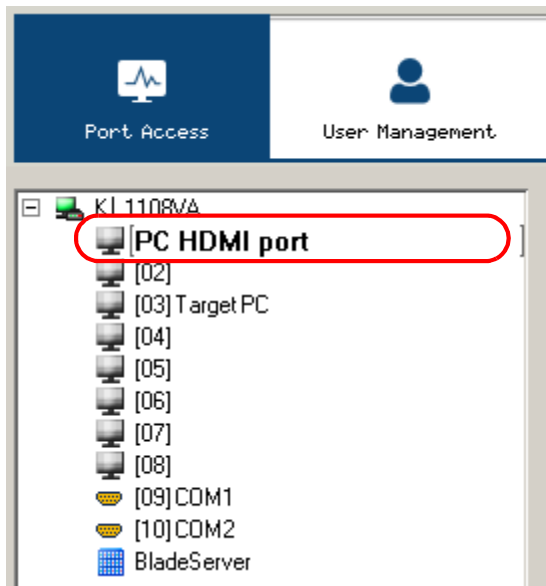 Port Access
User Management
KL1108VA
[PC HDMI port ]
[02]
[03] Target PC
[04]
[05]
[06]
[07]
[08]
[09] COM1
[10] COM2
BladeServer